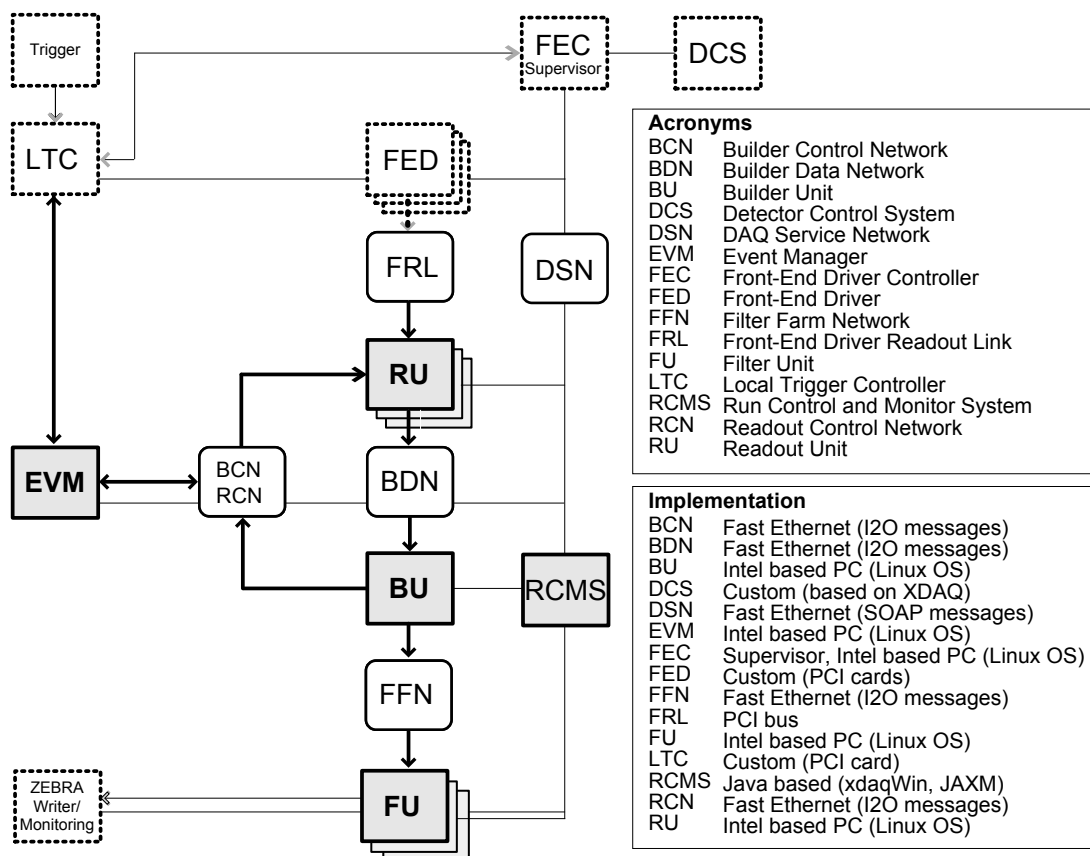 Trigger
FEC
Supervisor
DCS
LTC
FED
FRL
DSN
RU
EVM
BCN
RCN
BDN
BU
RCMS
FFN
ZEBRA
Writer/
Monitoring
FU
Acronyms
BCN Builder Control Network
BDN Builder Data Network
BU Builder Unit
DCS Detector Control System
DSN DAQ Service Network
EVM Event Manager
FEC Front-End Driver Controller
FED Front-End Driver
FFN Filter Farm Network
FRL Front-End Driver Readout Link
FU Filter Unit
LTC Local Trigger Controller
RCMS Run Control and Monitor System
RCN Readout Control Network
RU Readout Unit
Implementation
BCN Fast Ethernet (I2O messages)
BDN Fast Ethernet (I2O messages)
BU Intel based PC (Linux OS)
DCS Custom (based on XDAQ)
DSN Fast Ethernet (SOAP messages)
EVM Intel based PC (Linux OS)
FEC Supervisor, Intel based PC (Linux OS)
FED Custom (PCI cards)
FFN Fast Ethernet (I2O messages)
FRL PCI bus
FU Intel based PC (Linux OS)
LTC Custom (PCI card)
RCMS Java based (xdaqWin, JAXM)
RCN Fast Ethernet (I2O messages)
RU Intel based PC (Linux OS)